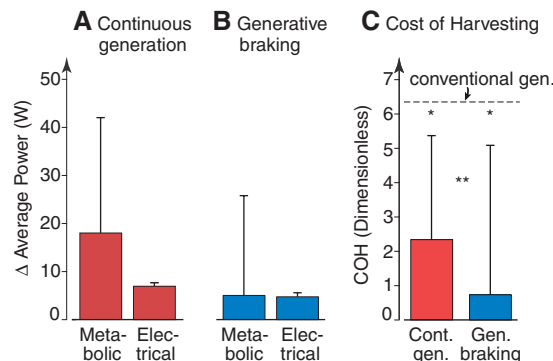 A Continuous generation
B Generative braking
C Cost of Harvesting
Δ Average Power (W)
50
40
20
10
0
Meta-
bolic
Elec-
trical
Meta-
bolic
Elec-
trical
COH (Dimensionless)
7
6
5
4
3
2
1
0
conventional gen.
*
*
**
Cont.
gen.
Gen.
braking